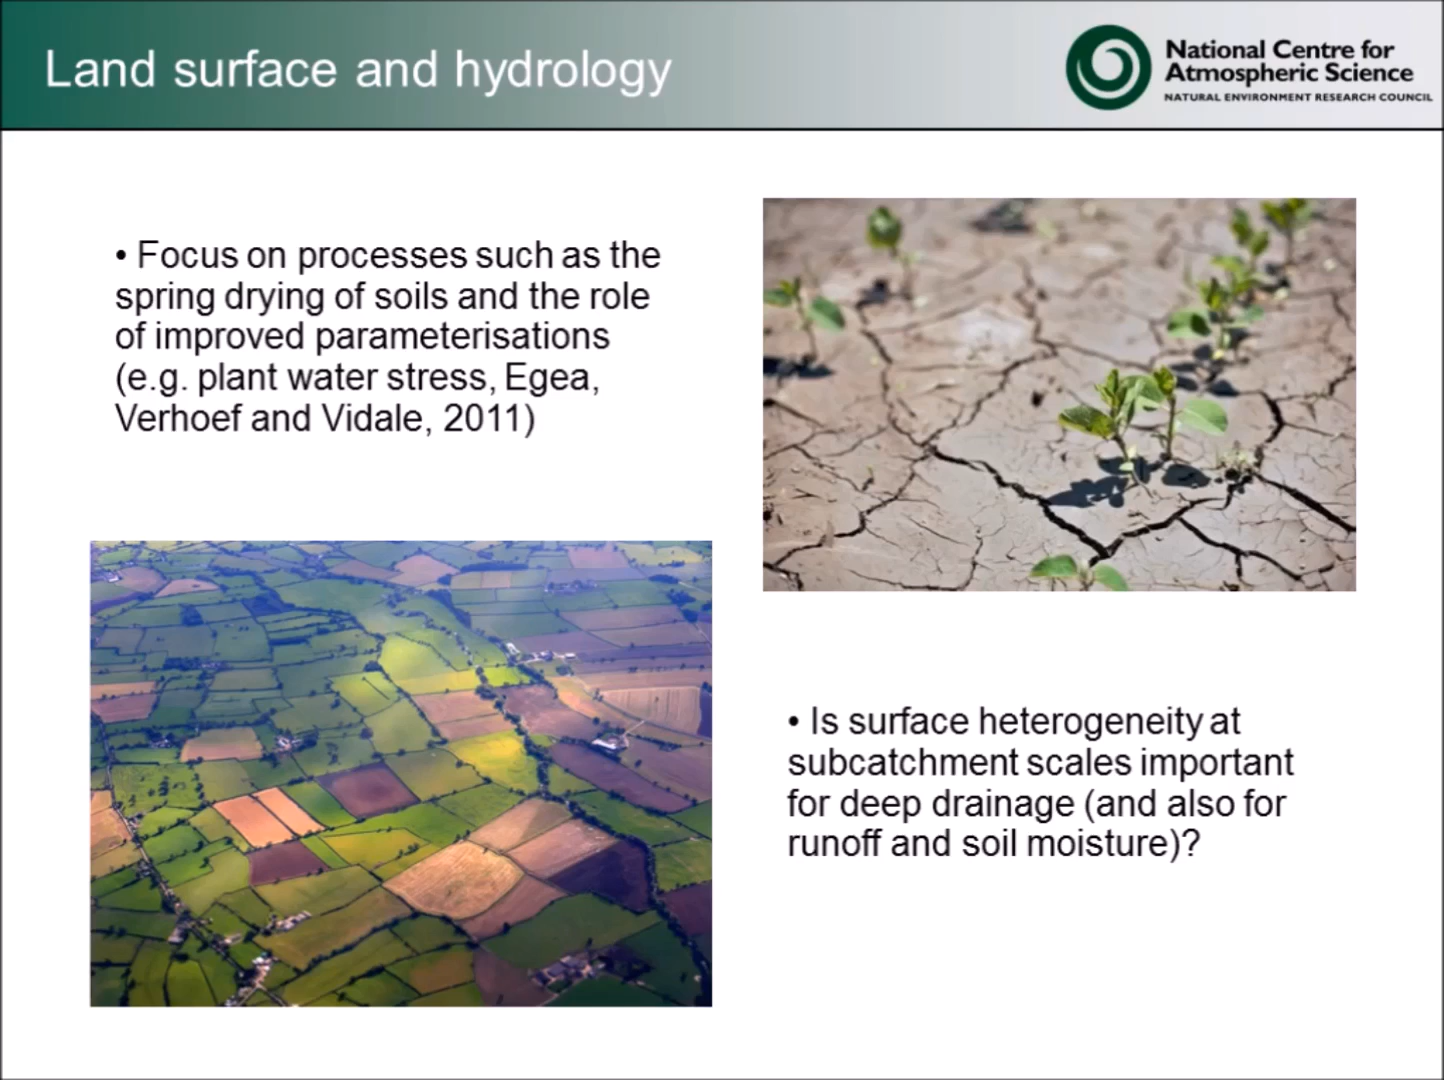 Land surface and hydrology
National Centre for
Atmospheric Science
NATURAL ENVIRONMENT RESEARCH COUNCIL
• Focus on processes such as the
spring drying of soils and the role
of improved parameterisations
(e.g. plant water stress, Egea,
Verhoef and Vidale, 2011)
• Is surface heterogeneity at
subcatchment scales important
for deep drainage (and also for
runoff and soil moisture)?